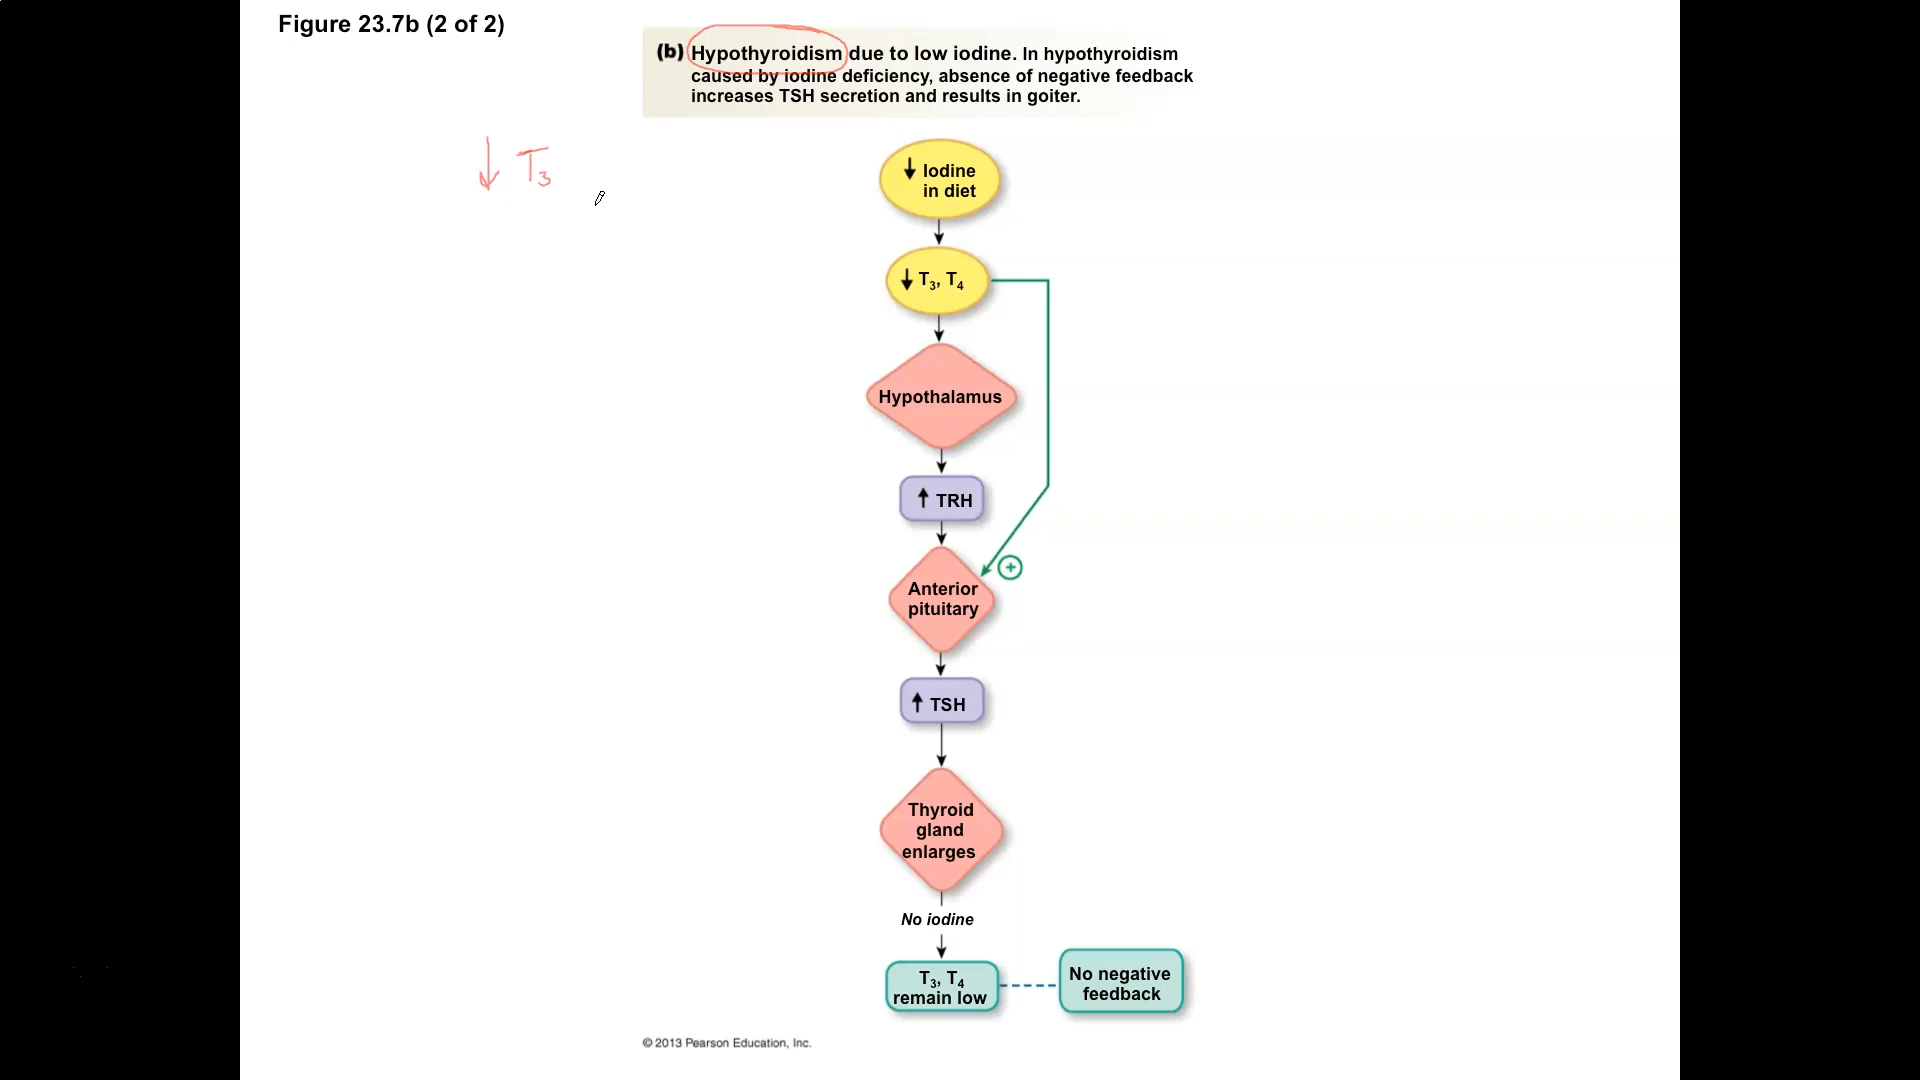 Figure 23.7b (2 of 2)
(b) Hypothyroidism due to low iodine. In hypothyroidism
caused by iodine deficiency, absence of negative feedback
increases TSH secretion and results in goiter.
↓ T3
↓ Iodine
in diet
↓ T3, T4
Hypothalamus
↑ TRH
+
Anterior
pituitary
↑ TSH
Thyroid
gland
enlarges
No iodine
T3, T4
remain low
No negative
feedback
© 2013 Pearson Education, Inc.